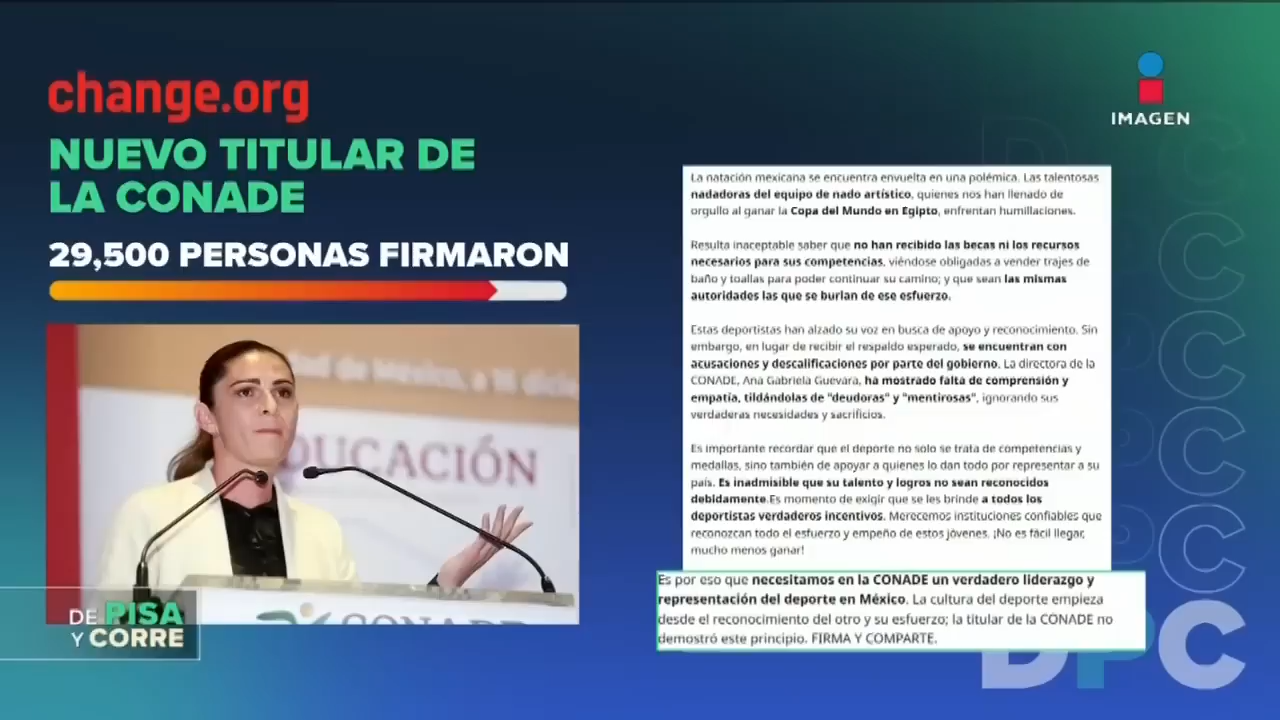 change.org
NUEVO TITULAR DE
LA CONADE
29,500 PERSONAS FIRMARON
IMAGEN
La natación mexicana se encuentra envuelta en una polémica. Las talentosas
nadadoras del equipo de nado artístico, quienes nos han llenado de
orgullo al ganar la Copa del Mundo en Egipto, enfrentan humillaciones.
Resulta inaceptable saber que no han recibido las becas ni los recursos
necesarios para sus competencias, viéndose obligadas a vender trajes de
baño y toallas para poder continuar su camino; y que sean las mismas
autoridades las que se burlan de ese esfuerzo.
Estas deportistas han alzado su voz en busca de apoyo y reconocimiento. Sin
embargo, en lugar de recibir el respaldo esperado, se encuentran con
acusaciones y descalificaciones por parte del gobierno. La directora de la
CONADE, Ana Gabriela Guevara, ha mostrado falta de comprensión y
empatía, tildándolas de "deudoras" y "mentirosas", ignorando sus
verdaderas necesidades y sacrificios.
Es importante recordar que el deporte no solo se trata de competencias y
medallas, sino también de apoyar a quienes lo dan todo por representar a su
país. Es inadmisible que su talento y logros no sean reconocidos
debidamente.Es momento de exigir que se les brinde a todos los
deportistas verdaderos incentivos. Merecemos instituciones confiables que
reconozcan todo el esfuerzo y empeño de estos jóvenes. ¡No es fácil llegar,
mucho menos ganar!
Es por eso que necesitamos en la CONADE un verdadero liderazgo y
representación del deporte en México. La cultura del deporte empieza
desde el reconocimiento del otro y su esfuerzo; la titular de la CONADE no
demostró este principio. FIRMA Y COMPARTE.
dad de México, a 11 dicie
EDUCACIÓN
CONADE
DE PISA
Y CORRE
DPC